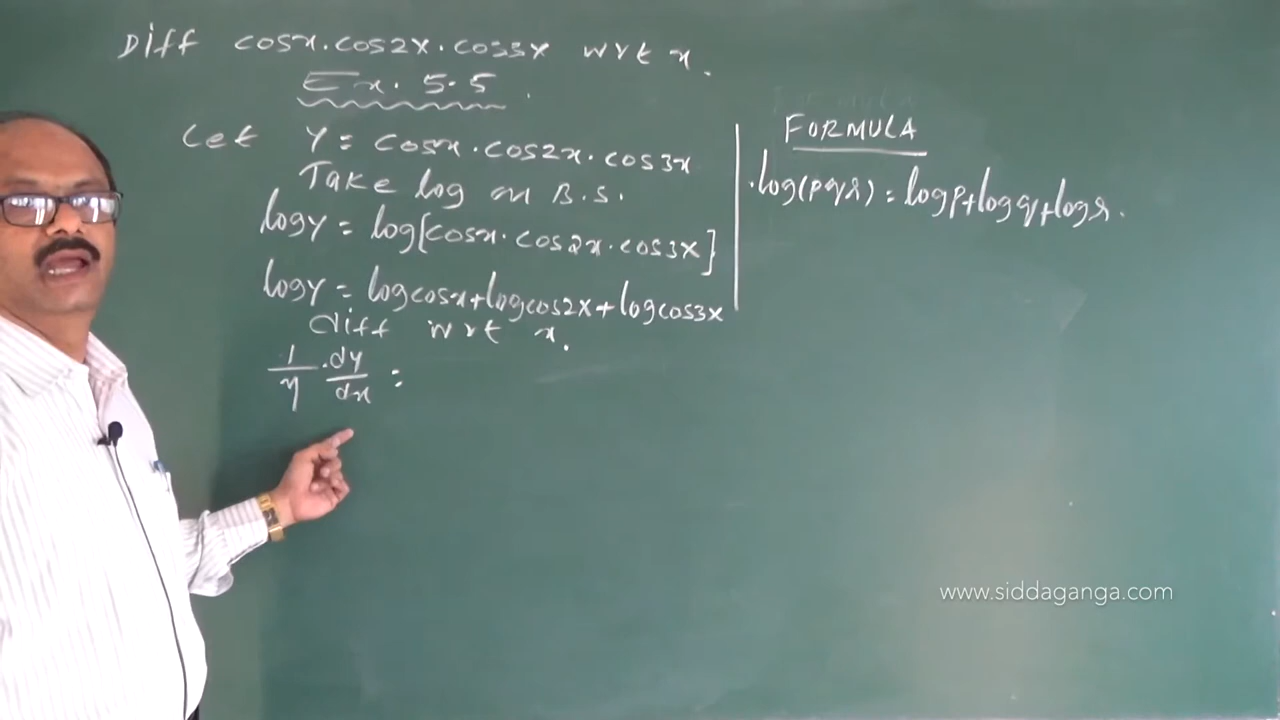 Diff cosx.cos2x.cos3x wrt x.
Ex. 5.5
Let Y = cosx.cos2x.cos3x
Take log on B.S.
logy = log[cosx.cos2x.cos3x]
logy = logcosx+logcos2x+logcos3x
diff wrt x.
1/y . dy/dx =
FORMULA
.log(pqr) = logp+logq+logr.
www.siddaganga.com